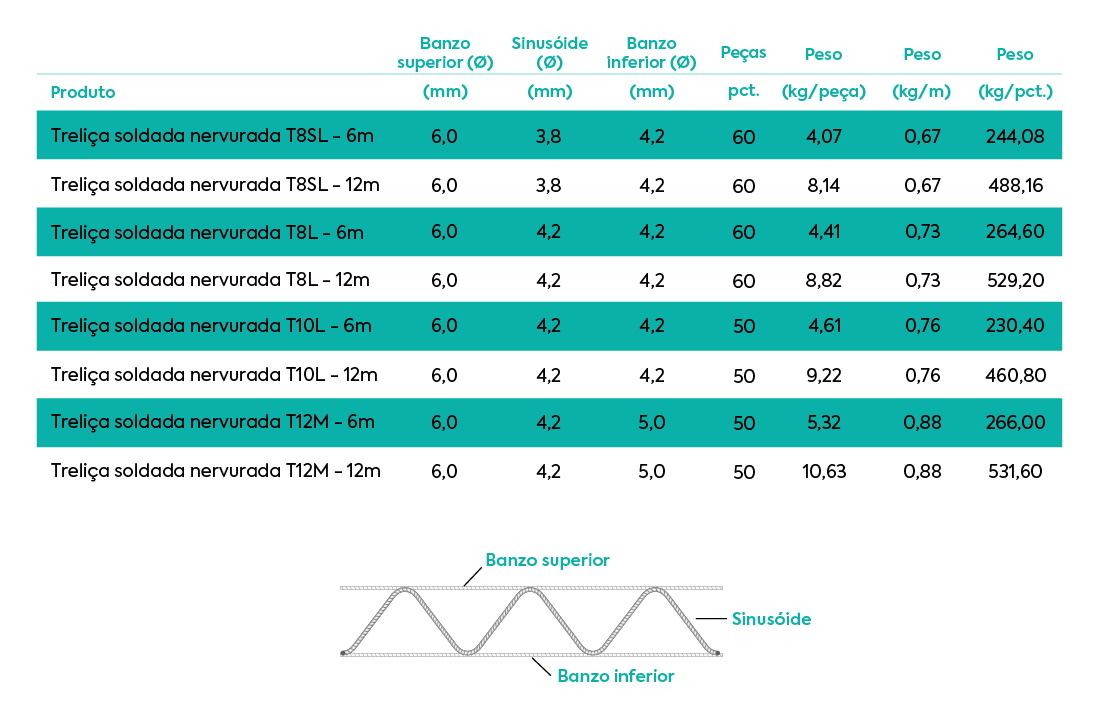 Banzo superior (Ø) Sinusóide (Ø) Banzo inferior (Ø) Peças Peso Peso Peso
Produto (mm) (mm) (mm) pct. (kg/peça) (kg/m) (kg/pct.)
Treliça soldada nervurada T8SL - 6m 6,0 3,8 4,2 60 4,07 0,67 244,08
Treliça soldada nervurada T8SL - 12m 6,0 3,8 4,2 60 8,14 0,67 488,16
Treliça soldada nervurada T8L - 6m 6,0 4,2 4,2 60 4,41 0,73 264,60
Treliça soldada nervurada T8L - 12m 6,0 4,2 4,2 60 8,82 0,73 529,20
Treliça soldada nervurada T10L - 6m 6,0 4,2 4,2 50 4,61 0,76 230,40
Treliça soldada nervurada T10L - 12m 6,0 4,2 4,2 50 9,22 0,76 460,80
Treliça soldada nervurada T12M - 6m 6,0 4,2 5,0 50 5,32 0,88 266,00
Treliça soldada nervurada T12M - 12m 6,0 4,2 5,0 50 10,63 0,88 531,60
Banzo superior
Sinusóide
Banzo inferior